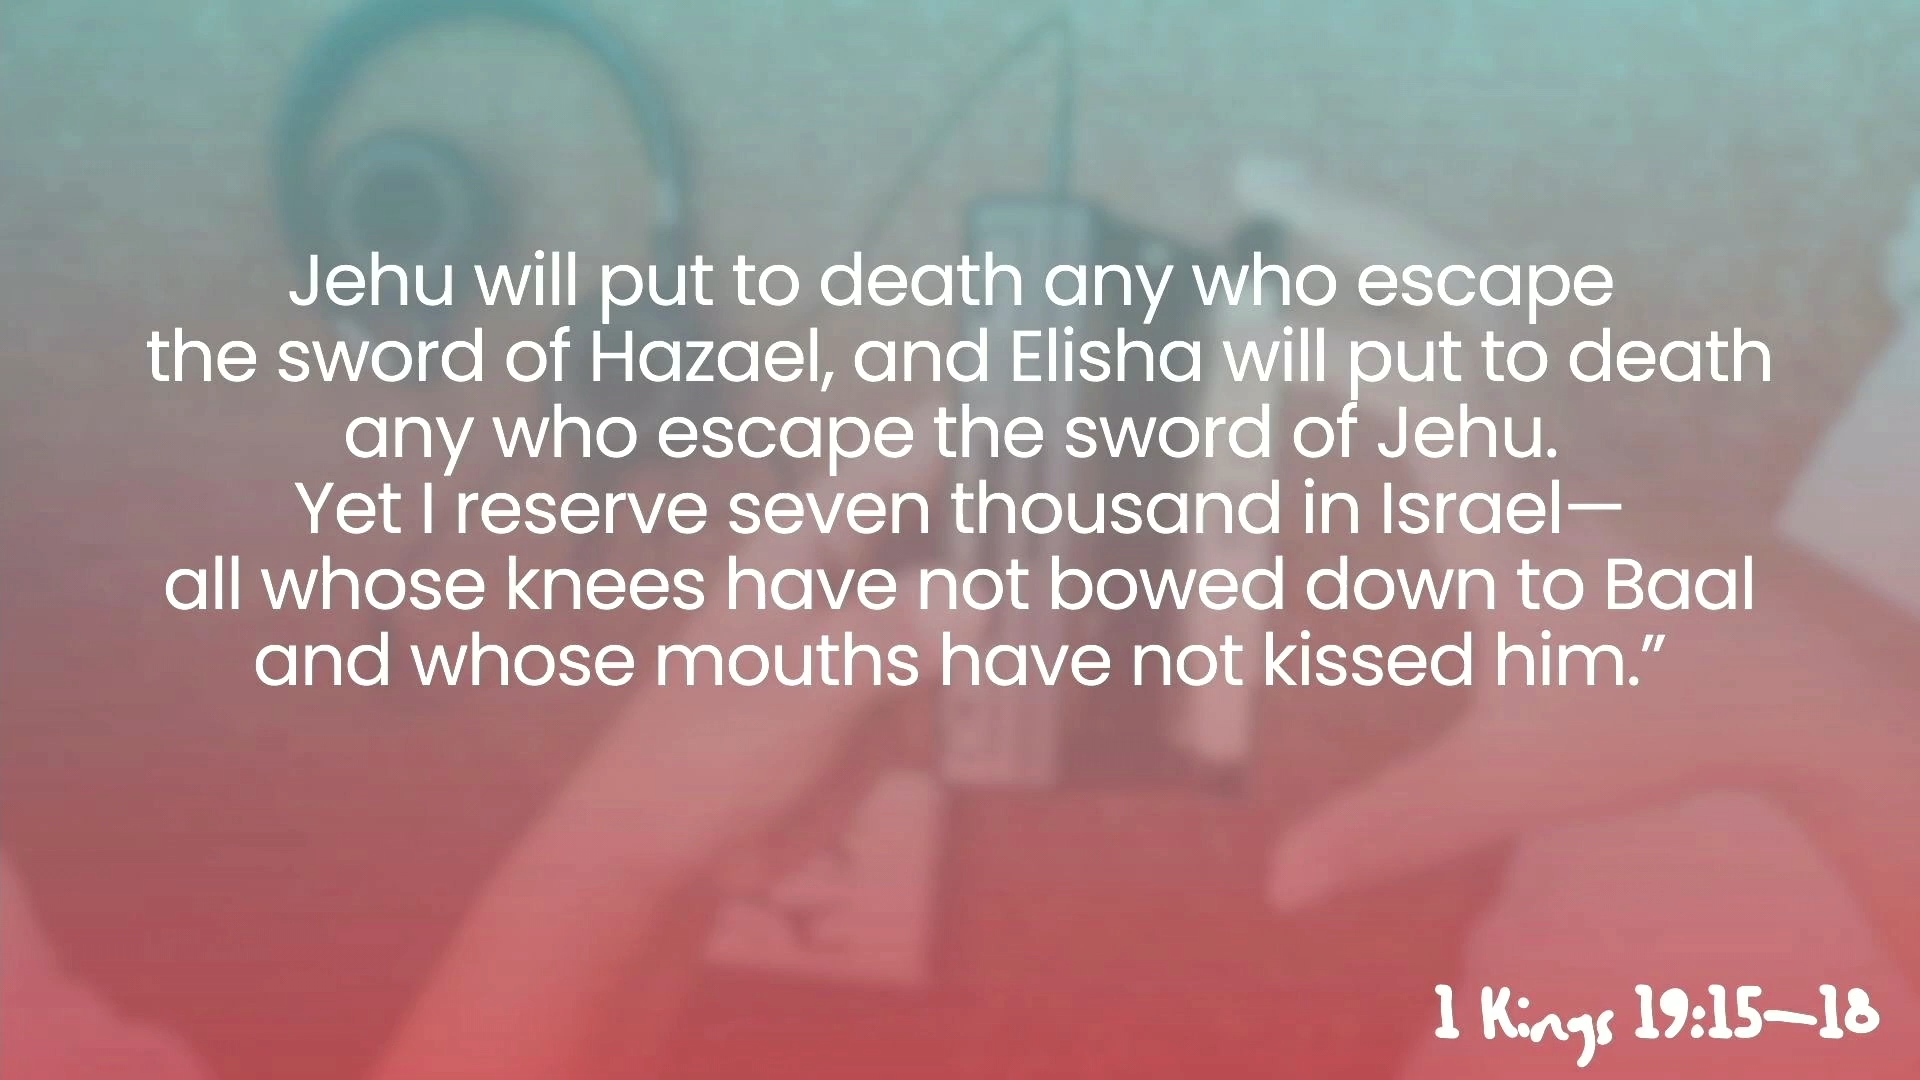 Jehu will put to death any who escape
the sword of Hazael, and Elisha will put to death
any who escape the sword of Jehu.
Yet I reserve seven thousand in Israel—
all whose knees have not bowed down to Baal
and whose mouths have not kissed him.”
1 Kings 19:15—18